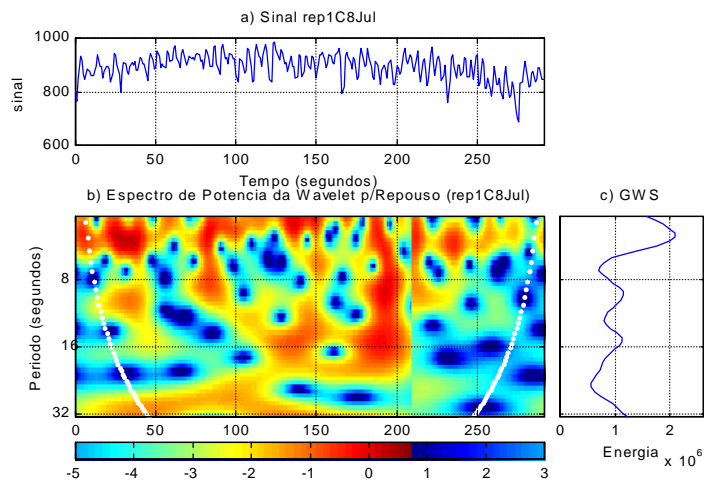 a) Sinal rep1C8Jul
1000
800
600
sinal
0 50 100 150 200 250
Tempo (segundos)
b) Espectro de Potencia da Wavelet p/Repouso (rep1C8Jul)
8
16
32
Periodo (segundos)
0 50 100 150 200 250
-5 -4 -3 -2 -1 0 1 2 3
c) GWS
0 1 2
Energia x 10^6